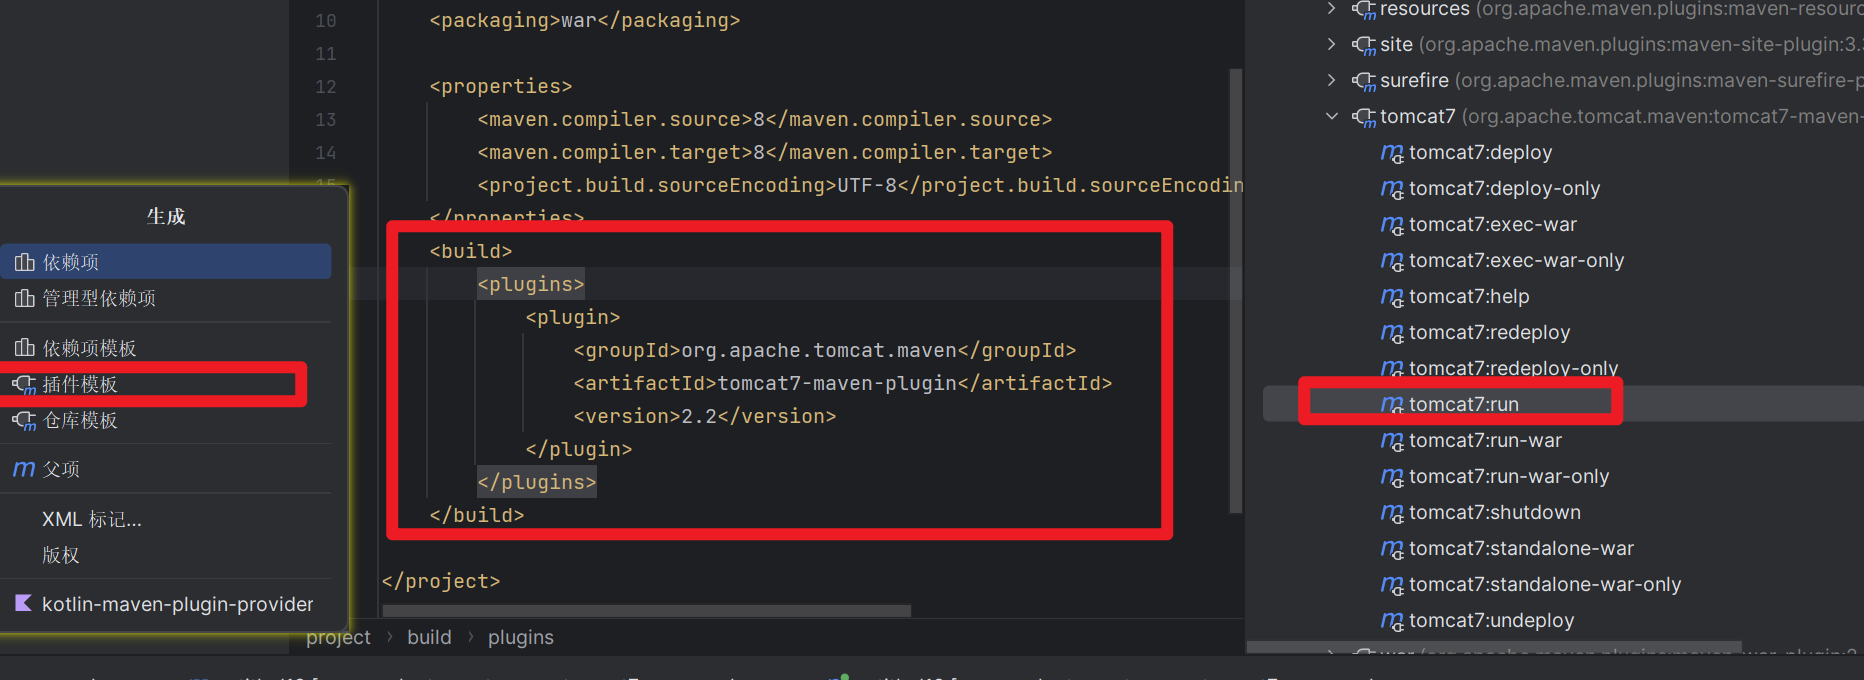 生成
依赖项
管理型依赖项
依赖项模板
插件模板
仓库模板
父项
XML 标记...
版权
kotlin-maven-plugin-provider
10 <packaging>war</packaging>
11
12 <properties>
13 <maven.compiler.source>8</maven.compiler.source>
14 <maven.compiler.target>8</maven.compiler.target>
15 <project.build.sourceEncoding>UTF-8</project.build.sourceEncodin
</properties>
<build>
<plugins>
<plugin>
<groupId>org.apache.tomcat.maven</groupId>
<artifactId>tomcat7-maven-plugin</artifactId>
<version>2.2</version>
</plugin>
</plugins>
</build>
</project>
project > build > plugins
resources (org.apache.maven.plugins:maven-resourc
site (org.apache.maven.plugins:maven-site-plugin:3.
surefire (org.apache.maven.plugins:maven-surefire-p
tomcat7 (org.apache.tomcat.maven:tomcat7-maven-
tomcat7:deploy
tomcat7:deploy-only
tomcat7:exec-war
tomcat7:exec-war-only
tomcat7:help
tomcat7:redeploy
tomcat7:redeploy-only
tomcat7:run
tomcat7:run-war
tomcat7:run-war-only
tomcat7:shutdown
tomcat7:standalone-war
tomcat7:standalone-war-only
tomcat7:undeploy